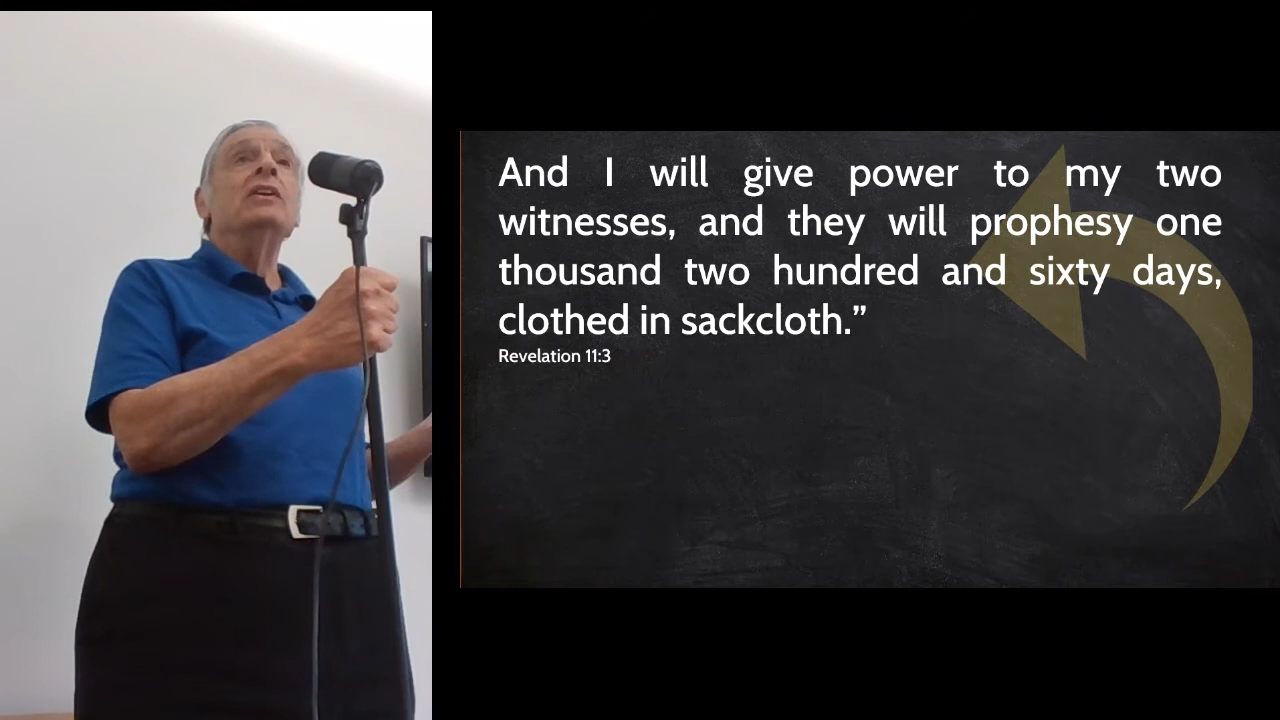 And I will give power to my two
witnesses, and they will prophesy one
thousand two hundred and sixty days,
clothed in sackcloth.”
Revelation 11:3